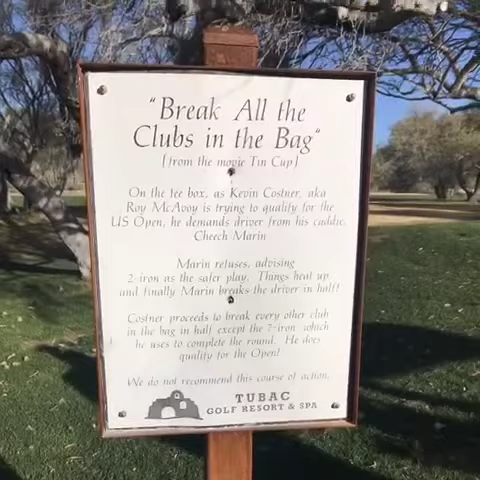 "Break All the
Clubs in the Bag"
[from the movie Tin Cup]
On the tee box, as Kevin Costner, aka
Roy McAvoy is trying to qualify for the
US Open, he demands driver from his caddie,
Cheech Marin
Marin refuses, advising
2-iron as the safer play. Things heat up
and finally Marin breaks the driver in half!
Costner proceeds to break every other club
in the bag in half except the 7-iron which
he uses to complete the round. He does
qualify for the Open!
We do not recommend this course of action.
TUBAC
GOLF RESORT & SPA